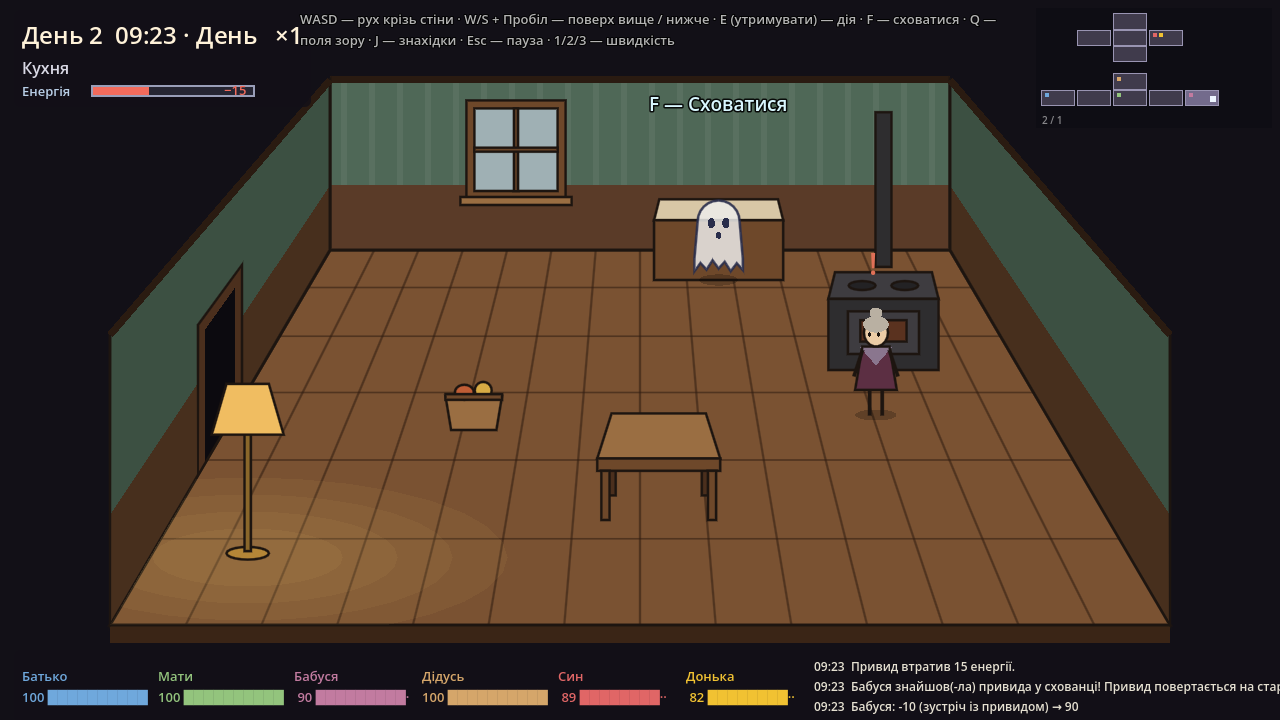 День 2  09:23 · День  ×1
WASD — рух крізь стіни · W/S + Пробіл — поверх вище / нижче · E (утримувати) — дія · F — сховатися · Q —
поля зору · J — знахідки · Esc — пауза · 1/2/3 — швидкість
Кухня
Енергія −15
F — Сховатися
2 / 1
Батько Мати Бабуся Дідусь Син Донька
100 100 90 100 89 82
09:23  Привид втратив 15 енергії.
09:23  Бабуся знайшов(-ла) привида у схованці! Привид повертається на стар
09:23  Бабуся: -10 (зустріч із привидом) → 90